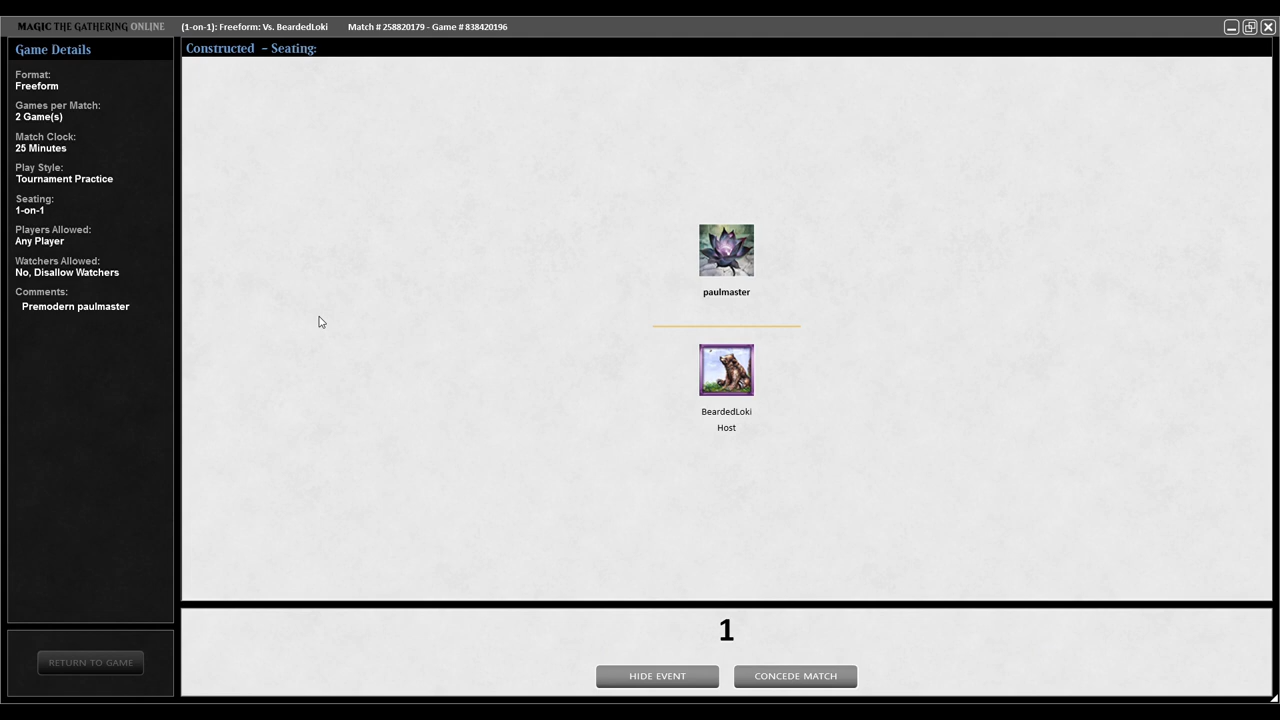 MAGIC THE GATHERING ONLINE
(1-on-1): Freeform: Vs. BeardedLoki
Match # 258820179 - Game # 838420196
Game Details
Format:
Freeform
Games per Match:
2 Game(s)
Match Clock:
25 Minutes
Play Style:
Tournament Practice
Seating:
1-on-1
Players Allowed:
Any Player
Watchers Allowed:
No, Disallow Watchers
Comments:
Premodern paulmaster
RETURN TO GAME
Constructed – Seating:
paulmaster
BeardedLoki
Host
1
HIDE EVENT
CONCEDE MATCH